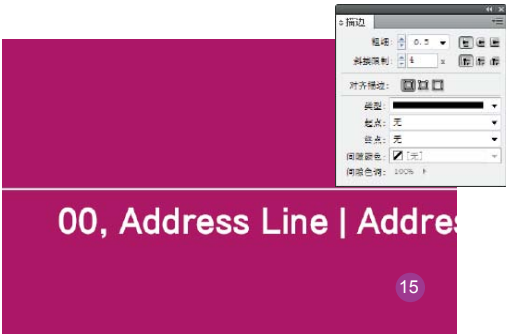 描边
粗细: 0.5
斜接限制: 4 x
对齐描边:
类型:
起点: 无
终点: 无
间隙颜色: [无]
间隙色调: 100%
00, Address Line | Addres
15